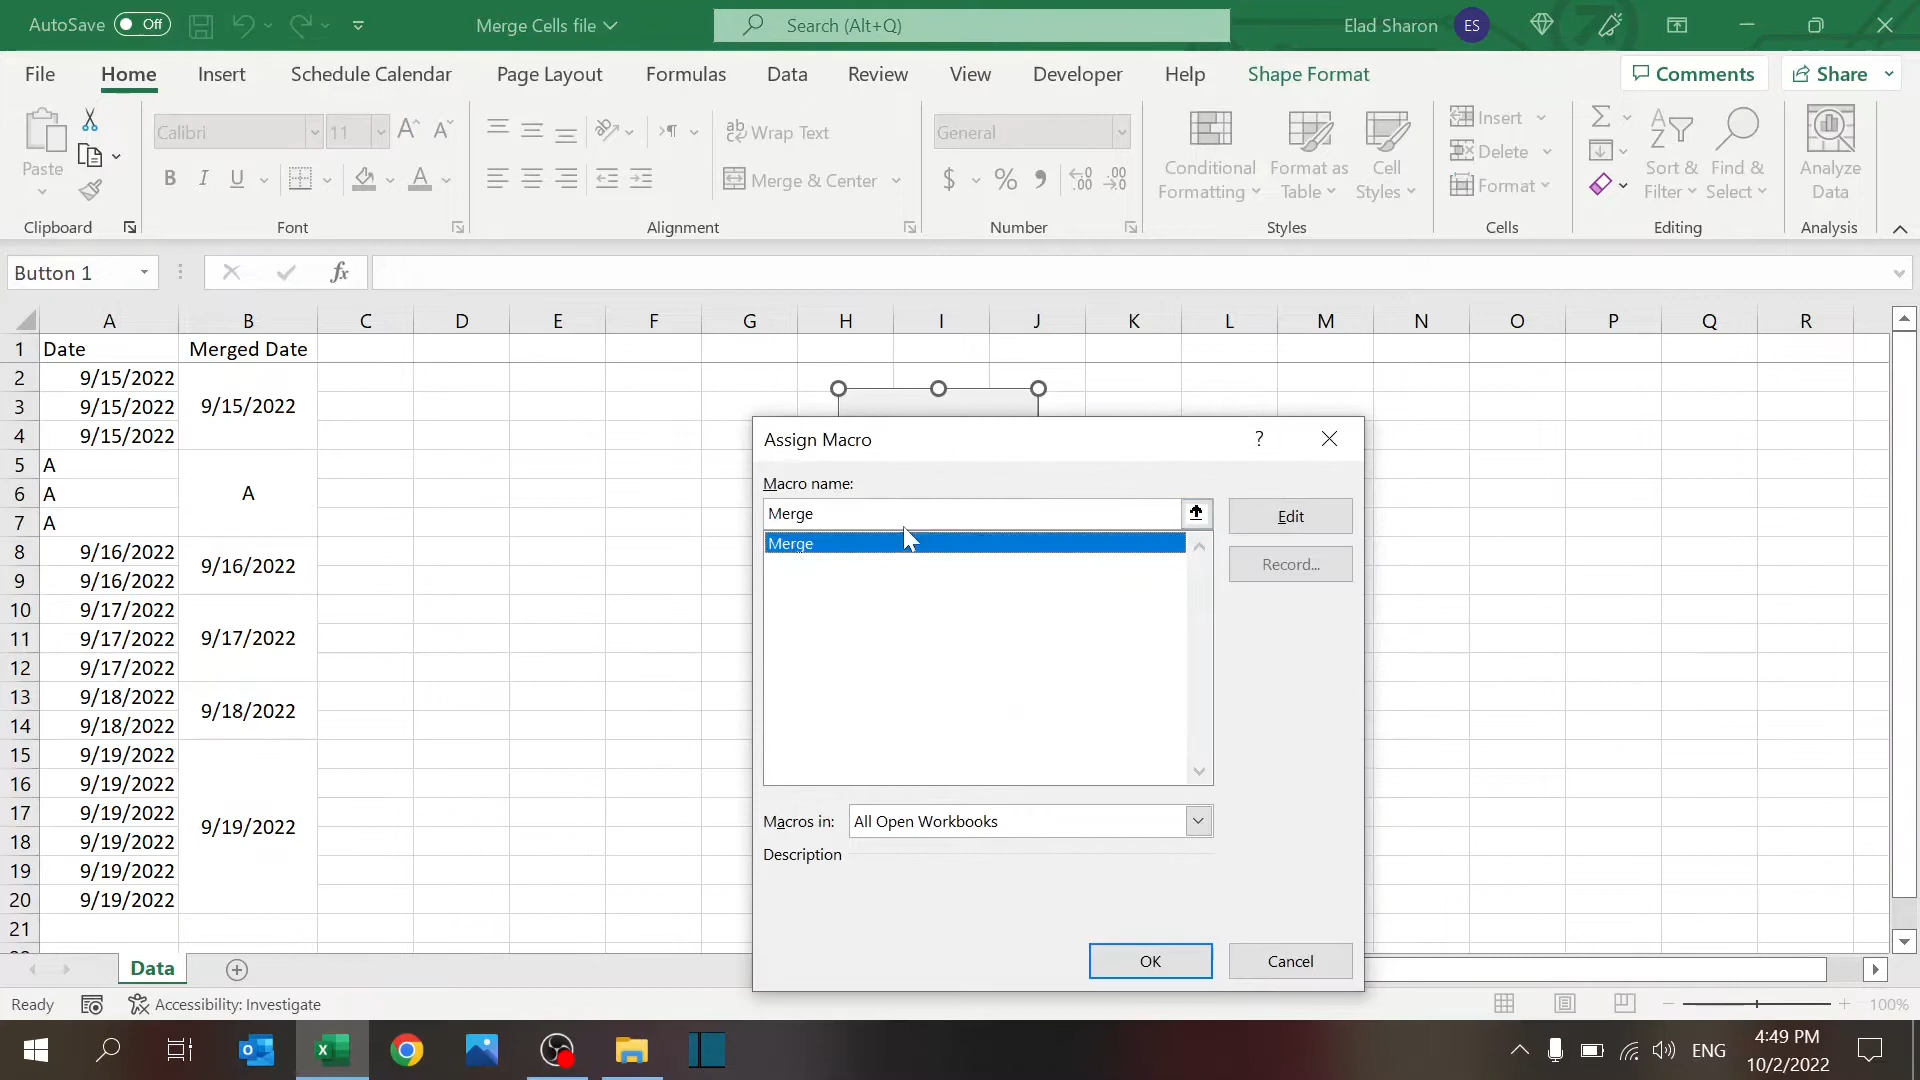 AutoSave Off
Merge Cells file
Search (Alt+Q)
Elad Sharon ES
File Home Insert Schedule Calendar Page Layout Formulas Data Review View Developer Help Shape Format Comments Share
Paste
Clipboard
Calibri 11
B I U A
Font
ab Wrap Text
Merge & Center
Alignment
General
$ % 9 .00
Number
Conditional Formatting
Format as Table
Cell Styles
Styles
Insert
Delete
Format
Cells
Sort & Filter
Find & Select
Editing
Analyze Data
Analysis
Button 1 fx
A B C D E F G H I J K L M N O P Q R
1 Date Merged Date
2 9/15/2022
3 9/15/2022 9/15/2022
4 9/15/2022
5 A
6 A A
7 A
8 9/16/2022
9 9/16/2022 9/16/2022
10 9/17/2022
11 9/17/2022 9/17/2022
12 9/17/2022
13 9/18/2022
14 9/18/2022 9/18/2022
15 9/19/2022
16 9/19/2022
17 9/19/2022 9/19/2022
18 9/19/2022
19 9/19/2022
20 9/19/2022
21
Assign Macro ?
Macro name:
Merge
Merge
Edit
Record...
Macros in: All Open Workbooks
Description
OK Cancel
Data
Ready Accessibility: Investigate 100%
ENG
4:49 PM
10/2/2022